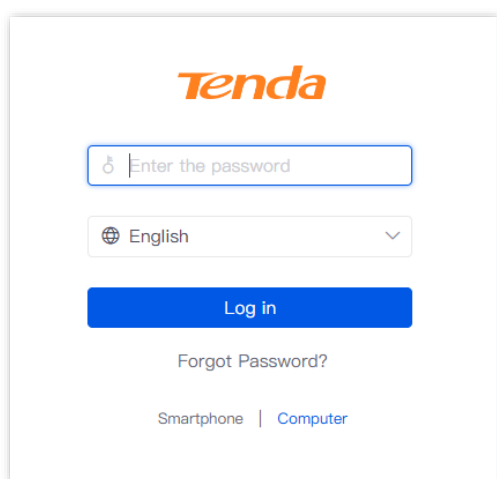 Tenda
Enter the password
English
Log in
Forgot Password?
Smartphone | Computer